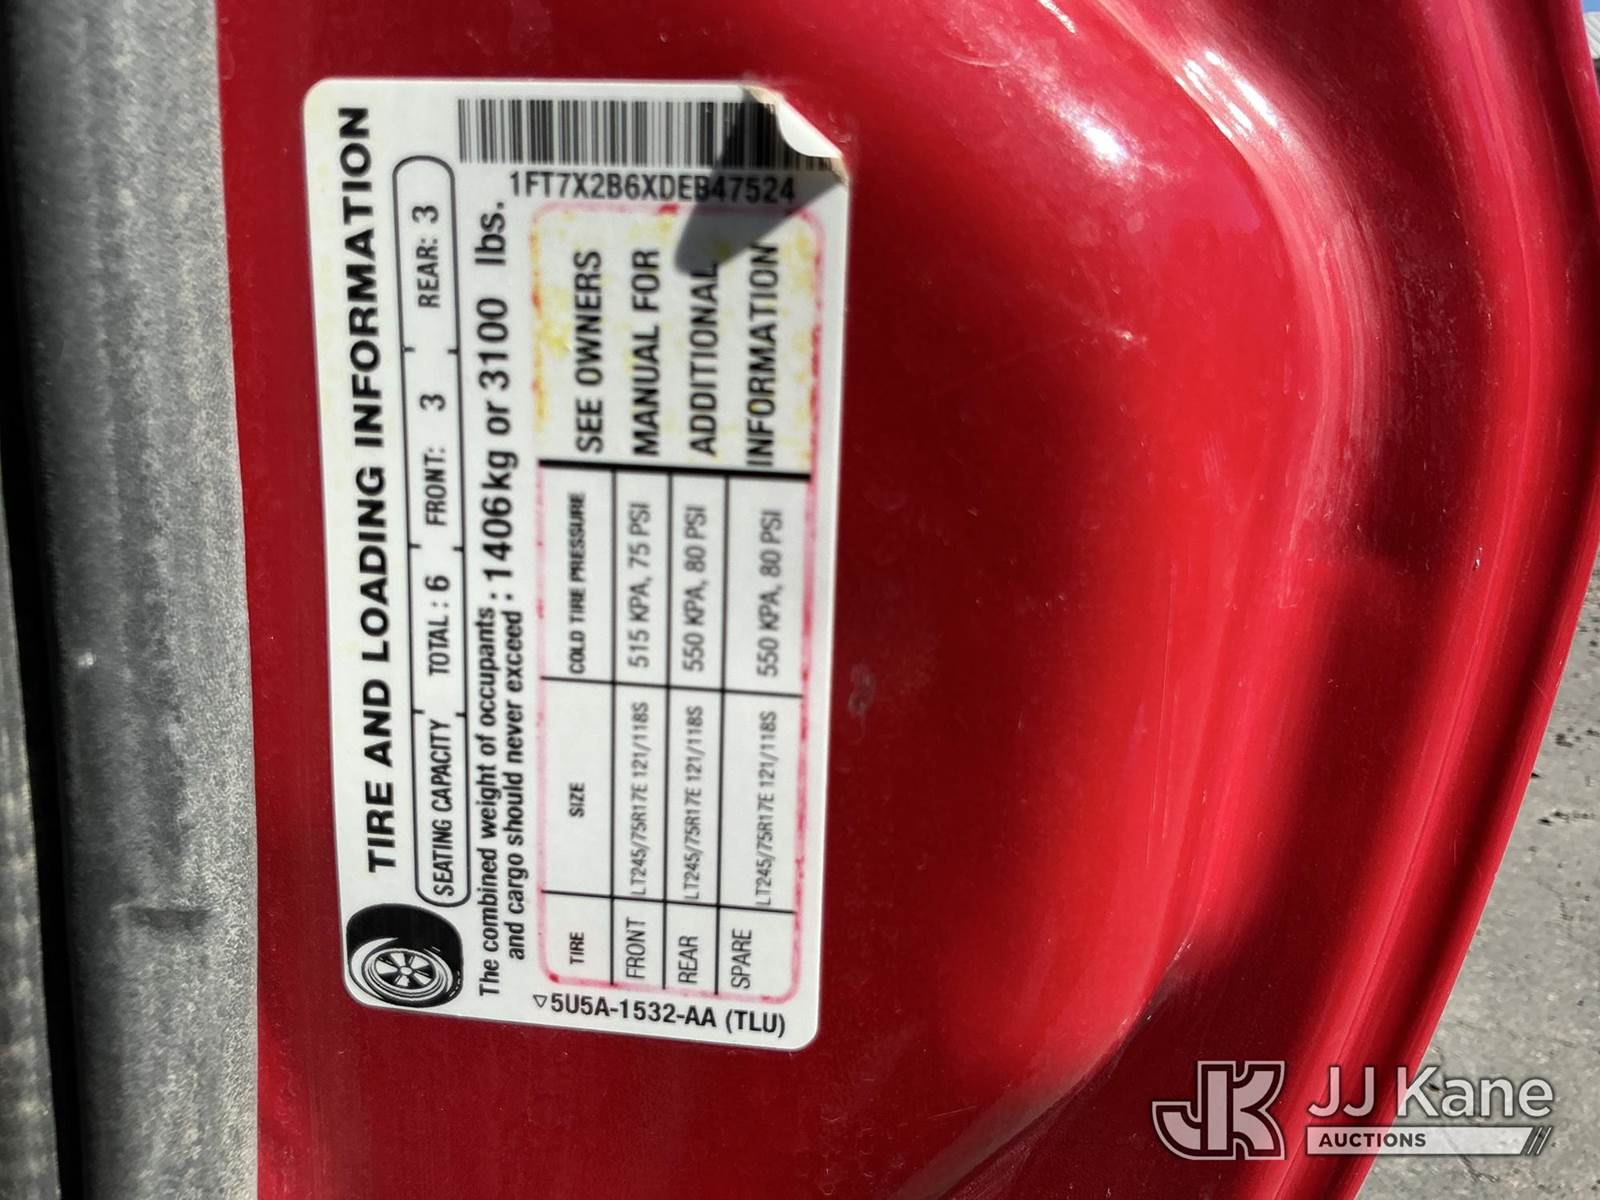 TIRE AND LOADING INFORMATION
SEATING CAPACITY TOTAL : 6 FRONT: 3 REAR: 3
The combined weight of occupants and cargo should never exceed : 1406kg or 3100 lbs.
TIRE SIZE COLD TIRE PRESSURE
FRONT LT245/75R17E 121/118S 515 KPA, 75 PSI
REAR LT245/75R17E 121/118S 550 KPA, 80 PSI
SPARE LT245/75R17E 121/118S 550 KPA, 80 PSI
SEE OWNERS
MANUAL FOR
ADDITIONAL
INFORMATION
5U5A-1532-AA (TLU)
1FT7X2B6XDEB47524
JK JJ Kane
AUCTIONS